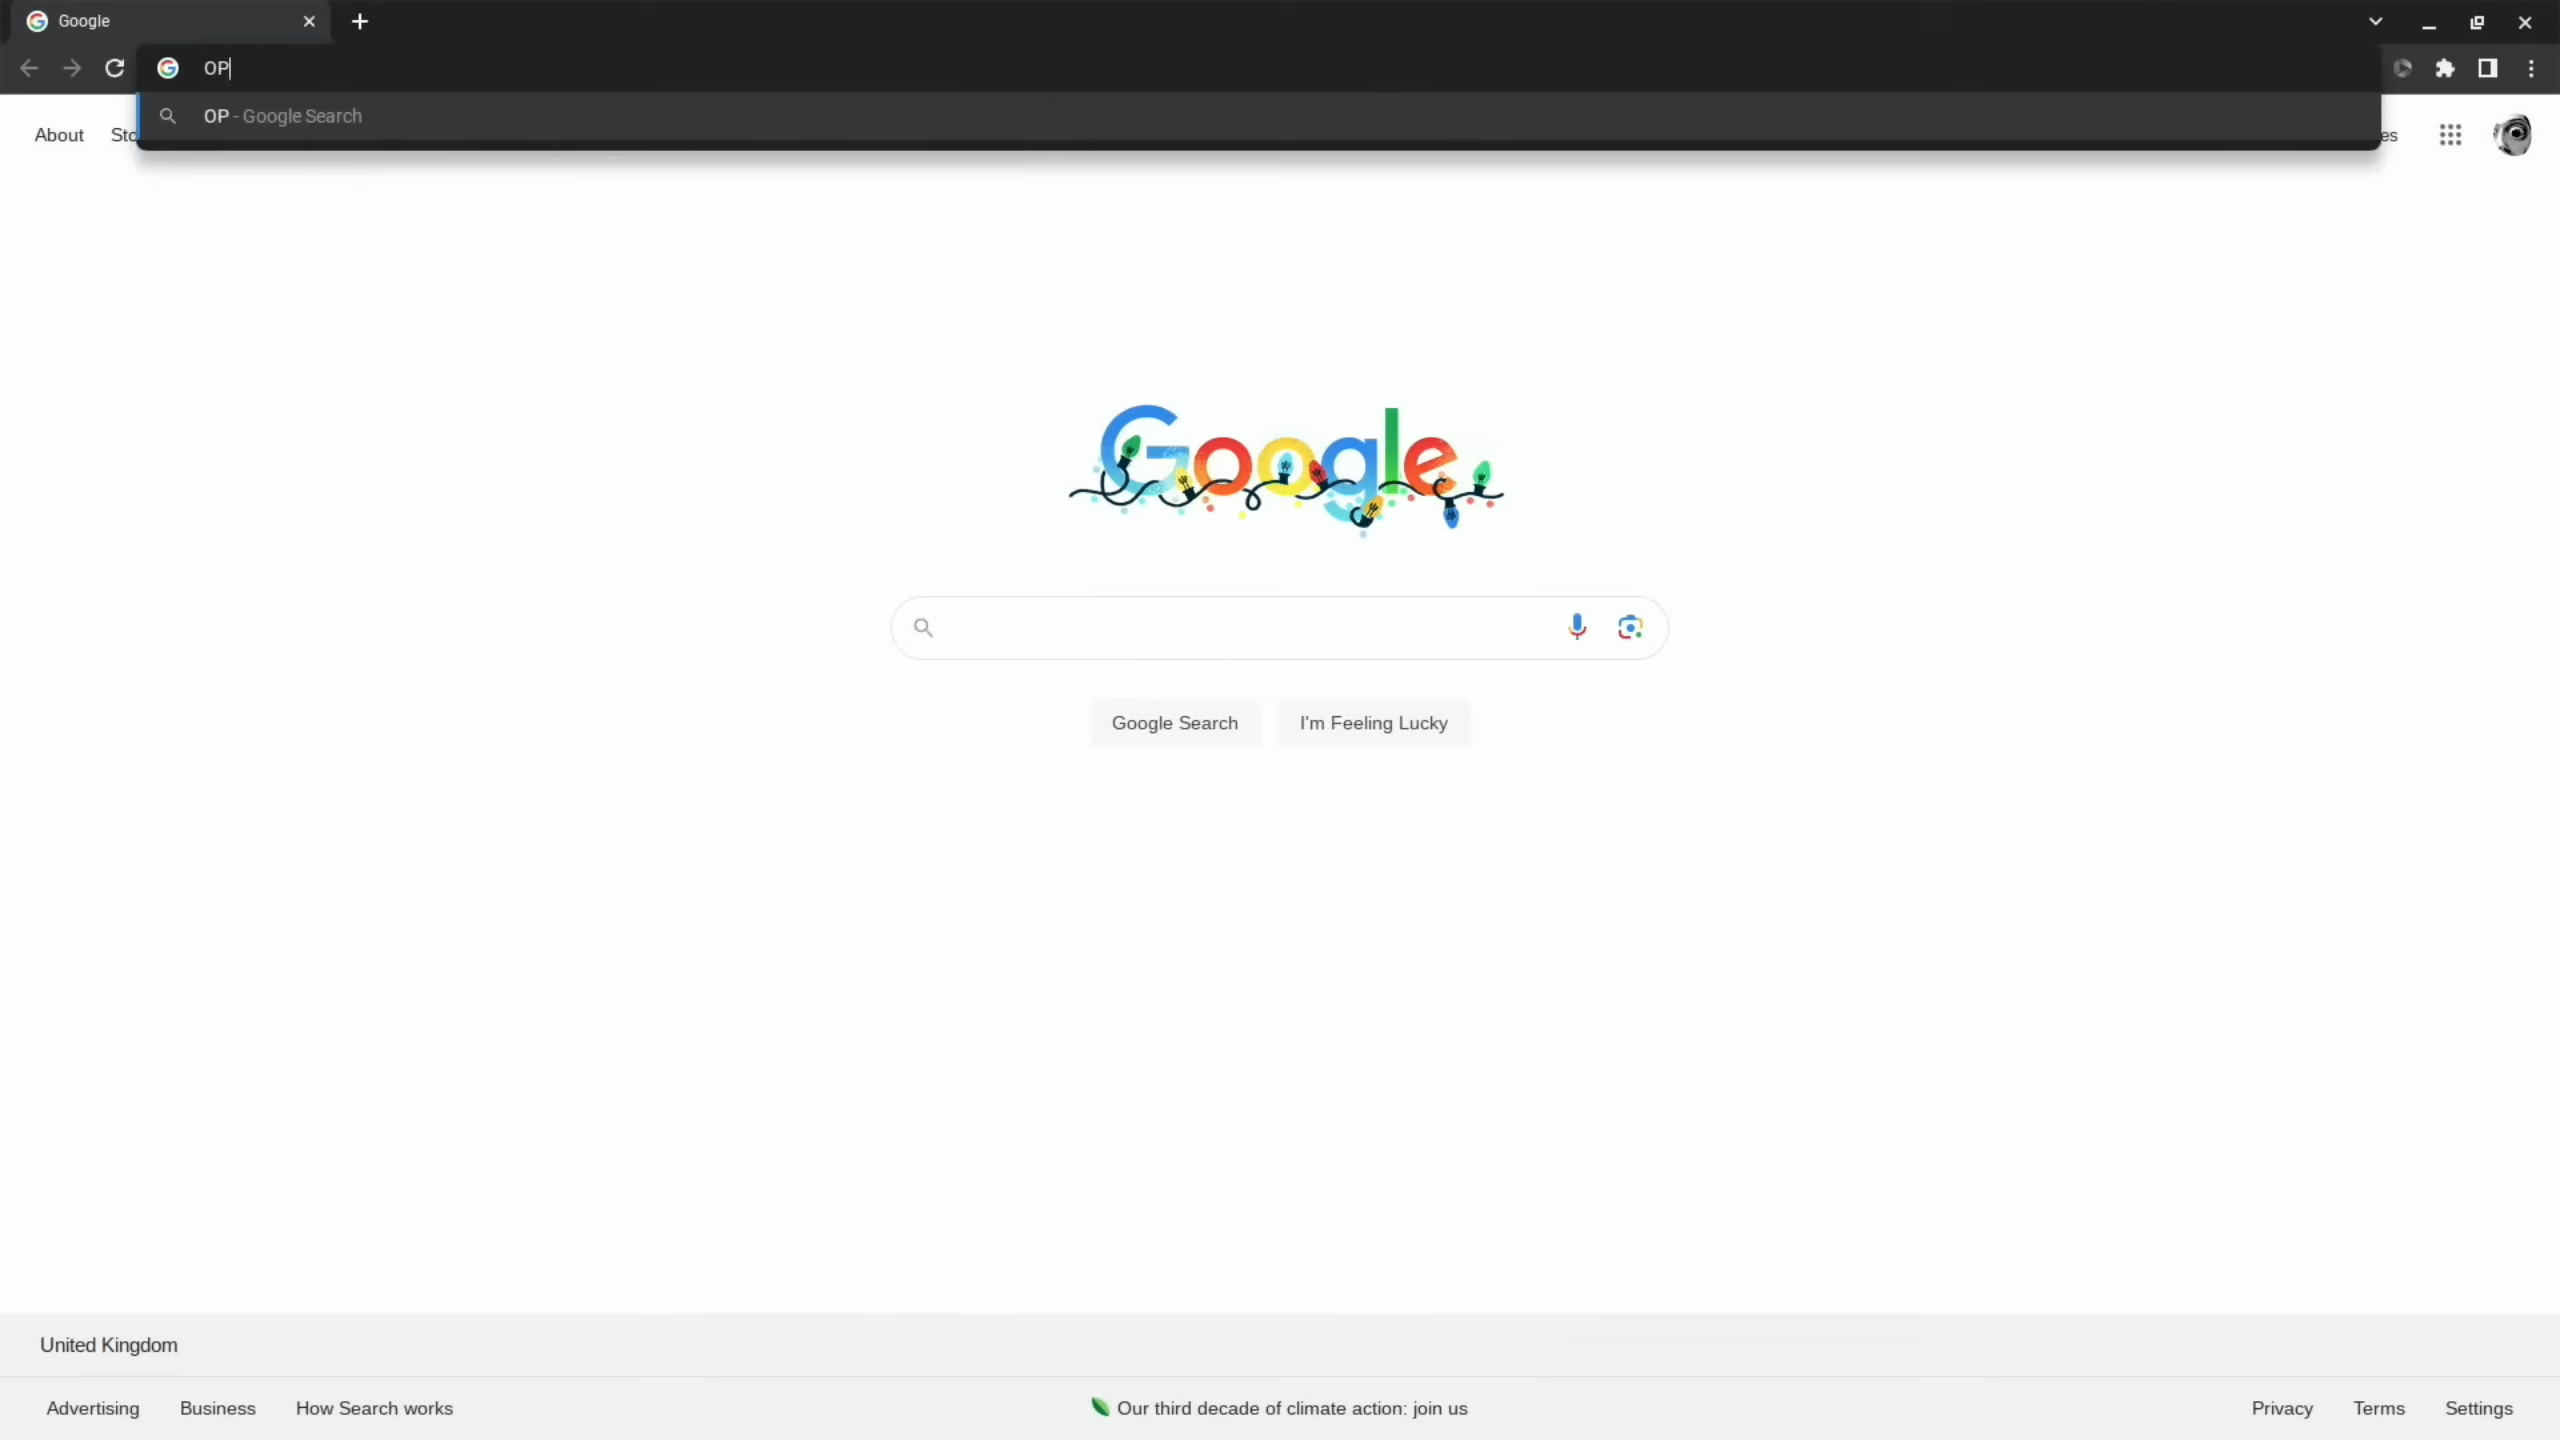 Google
OP
OP - Google Search
About
Google
Google Search
I'm Feeling Lucky
United Kingdom
Advertising
Business
How Search works
Our third decade of climate action: join us
Privacy
Terms
Settings